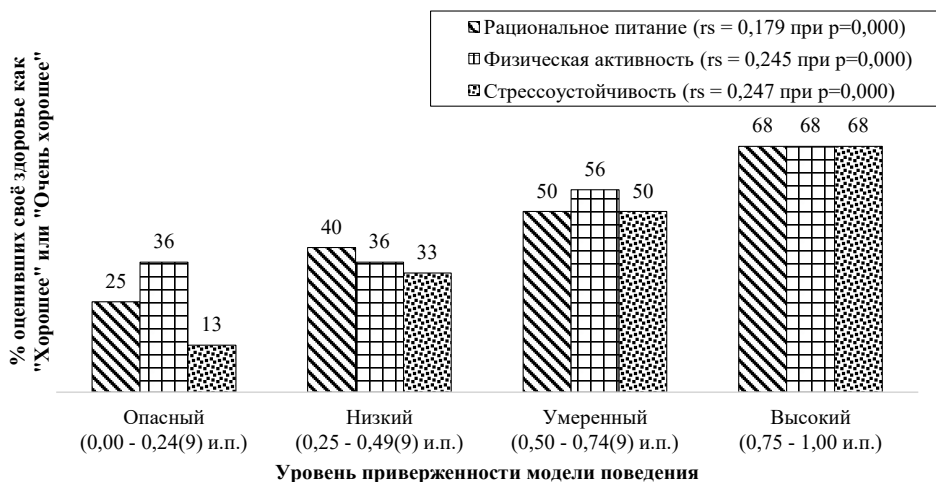 Рациональное питание (rs = 0,179 при p=0,000)
Физическая активность (rs = 0,245 при p=0,000)
Стрессоустойчивость (rs = 0,247 при p=0,000)
% оценивших своё здоровье как
"Хорошее" или "Очень хорошее"
25
36
13
40
36
33
50
56
50
68
68
68
Опасный
(0,00 - 0,24(9) и.п.)
Низкий
(0,25 - 0,49(9) и.п.)
Умеренный
(0,50 - 0,74(9) и.п.)
Высокий
(0,75 - 1,00 и.п.)
Уровень приверженности модели поведения